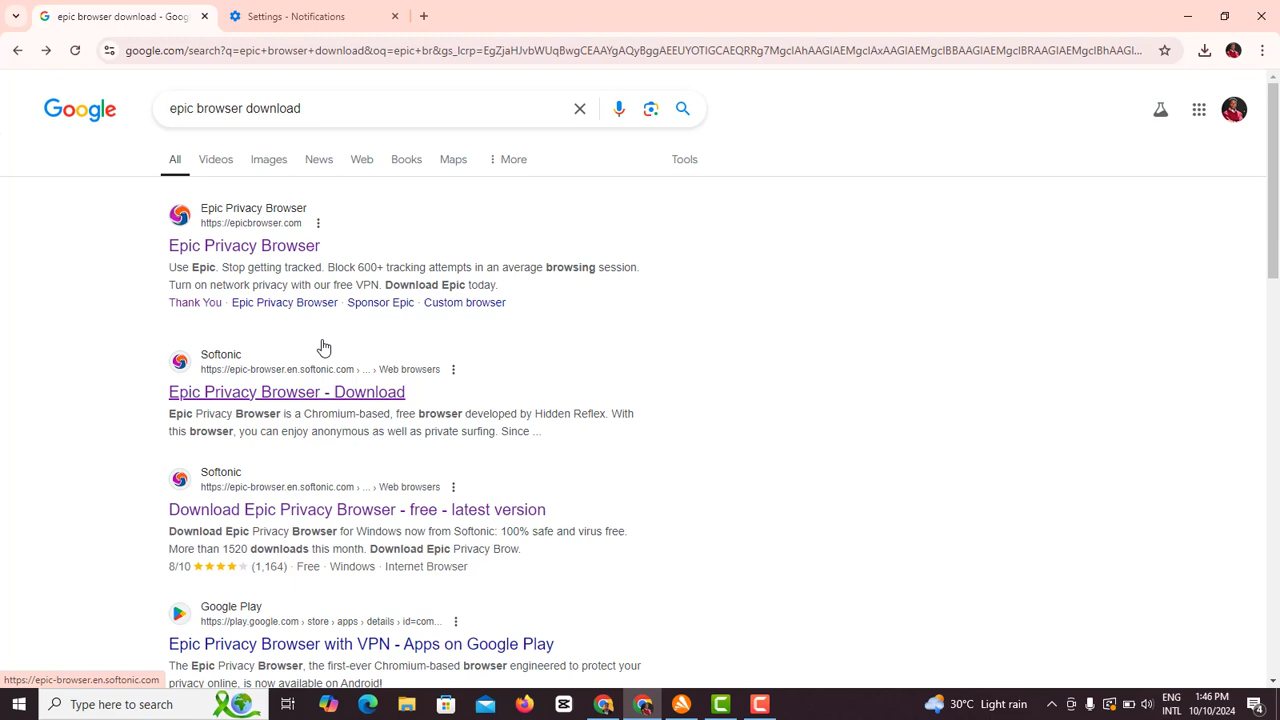 epic browser download - Goog
Settings - Notifications
google.com/search?q=epic+browser+download&oq=epic+br&gs_lcrp=EgZjaHJvbWUqBwgCEAAYgAQyBggAEEUYOTIGCAEQRRg7MgcIAhAAGIAEMgcIAxAAGIAEMgcIBBAAGIAEMgcIBRAAGIAEMgcIBhAAGI...
Google
epic browser download
All
Videos
Images
News
Web
Books
Maps
More
Tools
Epic Privacy Browser
https://epicbrowser.com
Epic Privacy Browser
Use Epic. Stop getting tracked. Block 600+ tracking attempts in an average browsing session.
Turn on network privacy with our free VPN. Download Epic today.
Thank You · Epic Privacy Browser · Sponsor Epic · Custom browser
Softonic
https://epic-browser.en.softonic.com › ... › Web browsers
Epic Privacy Browser - Download
Epic Privacy Browser is a Chromium-based, free browser developed by Hidden Reflex. With
this browser, you can enjoy anonymous as well as private surfing. Since ...
Softonic
https://epic-browser.en.softonic.com › ... › Web browsers
Download Epic Privacy Browser - free - latest version
Download Epic Privacy Browser for Windows now from Softonic: 100% safe and virus free.
More than 1520 downloads this month. Download Epic Privacy Brow.
8/10 ★★★★★ (1,164) · Free · Windows · Internet Browser
Google Play
https://play.google.com › store › apps › details › id=com...
Epic Privacy Browser with VPN - Apps on Google Play
The Epic Privacy Browser, the first-ever Chromium-based browser engineered to protect your
privacy online, is now available on Android!
https://epic-browser.en.softonic.com
Type here to search
30°C Light rain
ENG
INTL
1:46 PM
10/10/2024
4